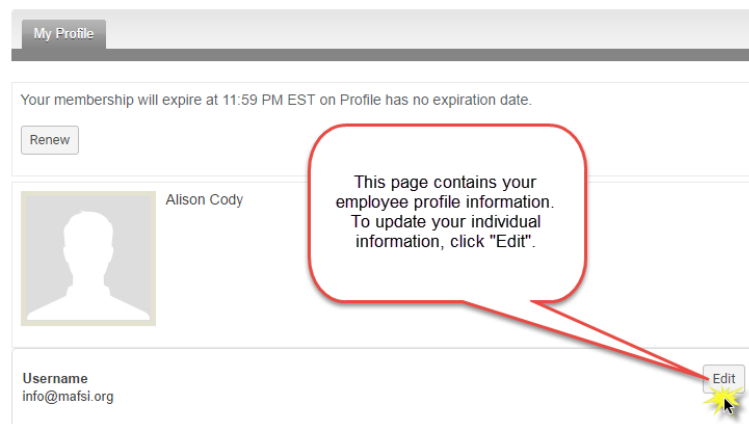 My Profile
Your membership will expire at 11:59 PM EST on Profile has no expiration date.
Renew
Alison Cody
This page contains your
employee profile information.
To update your individual
information, click "Edit".
Username
info@mafsi.org
Edit